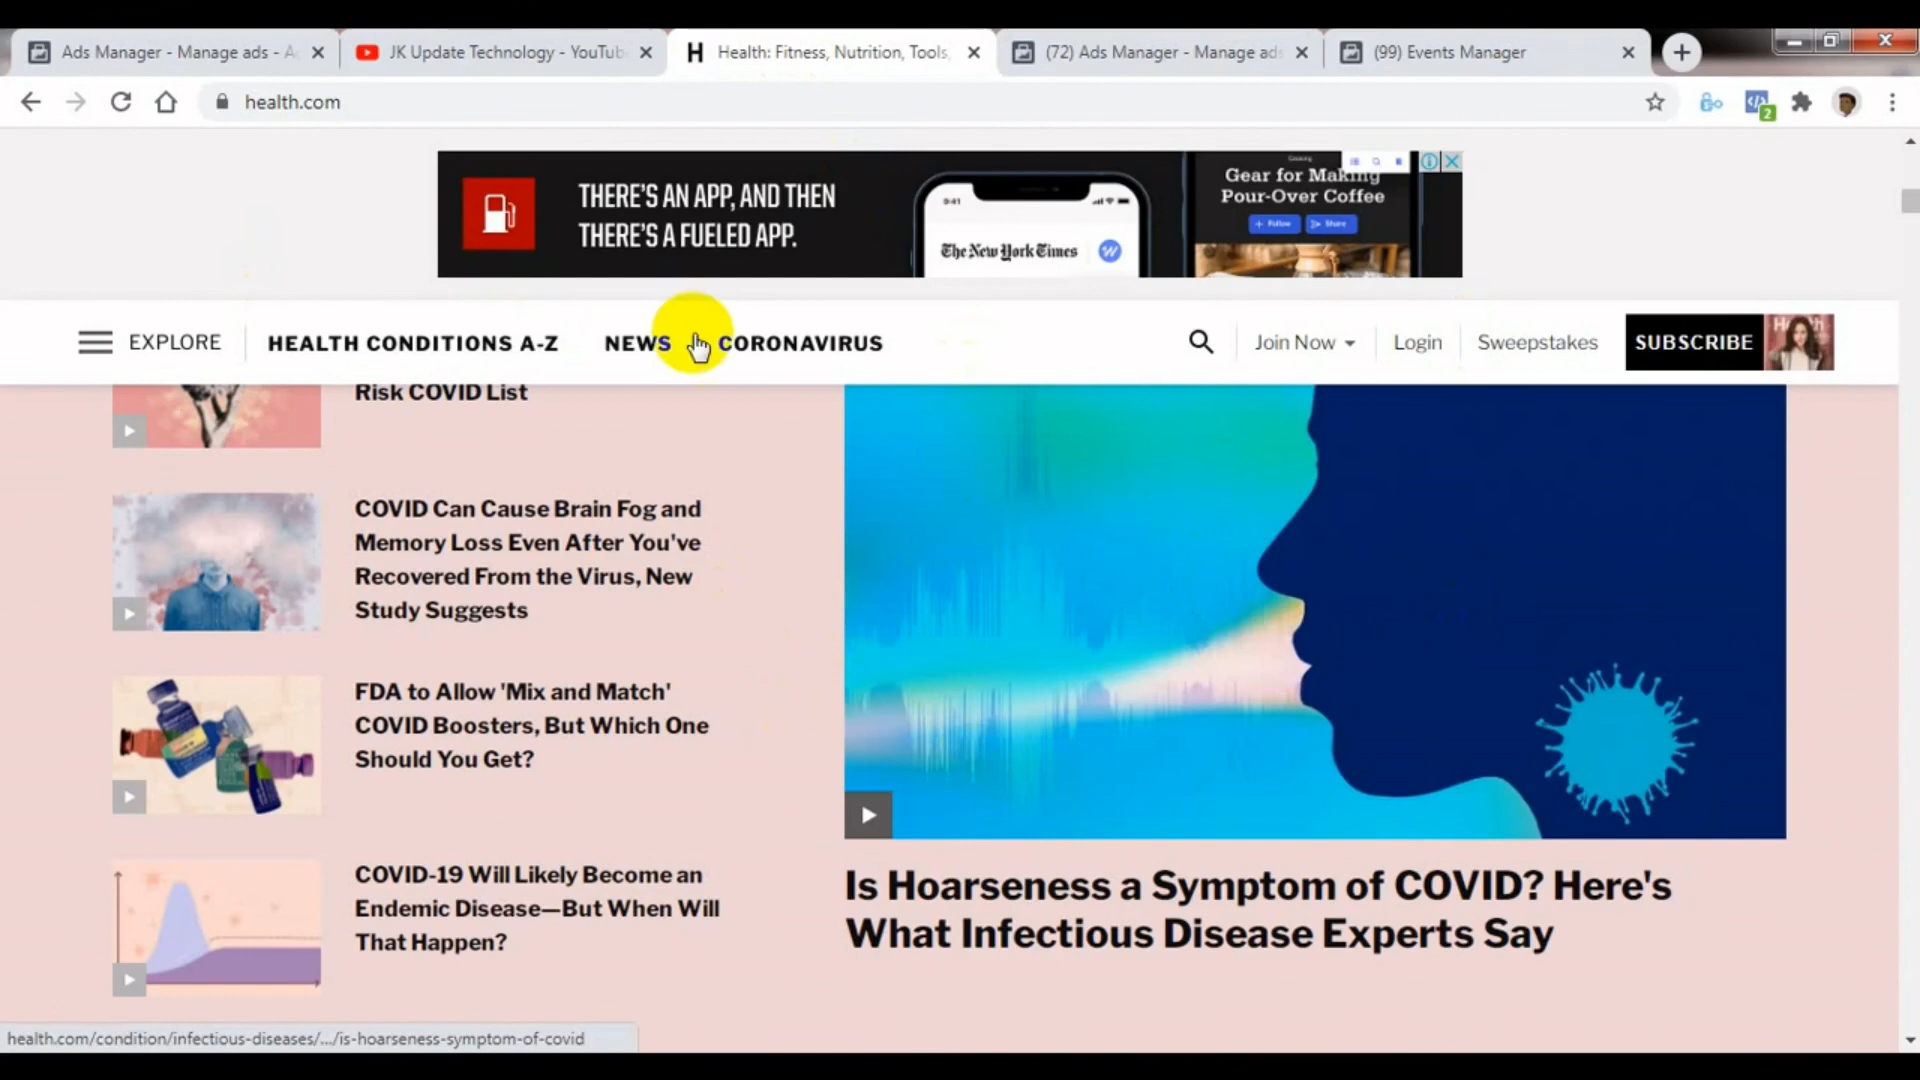 Ads Manager - Manage ads - A
JK Update Technology - YouTub
Health: Fitness, Nutrition, Tools,
(72) Ads Manager - Manage ads
(99) Events Manager
health.com
2
THERE'S AN APP, AND THEN
THERE'S A FUELED APP.
9:41
The New York Times
Gear for Making
Pour-Over Coffee
+ Follow
Share
EXPLORE
HEALTH CONDITIONS A-Z
NEWS
CORONAVIRUS
Join Now
Login
Sweepstakes
SUBSCRIBE
Risk COVID List
COVID Can Cause Brain Fog and
Memory Loss Even After You've
Recovered From the Virus, New
Study Suggests
FDA to Allow 'Mix and Match'
COVID Boosters, But Which One
Should You Get?
COVID-19 Will Likely Become an
Endemic Disease—But When Will
That Happen?
Is Hoarseness a Symptom of COVID? Here's
What Infectious Disease Experts Say
health.com/condition/infectious-diseases/.../is-hoarseness-symptom-of-covid